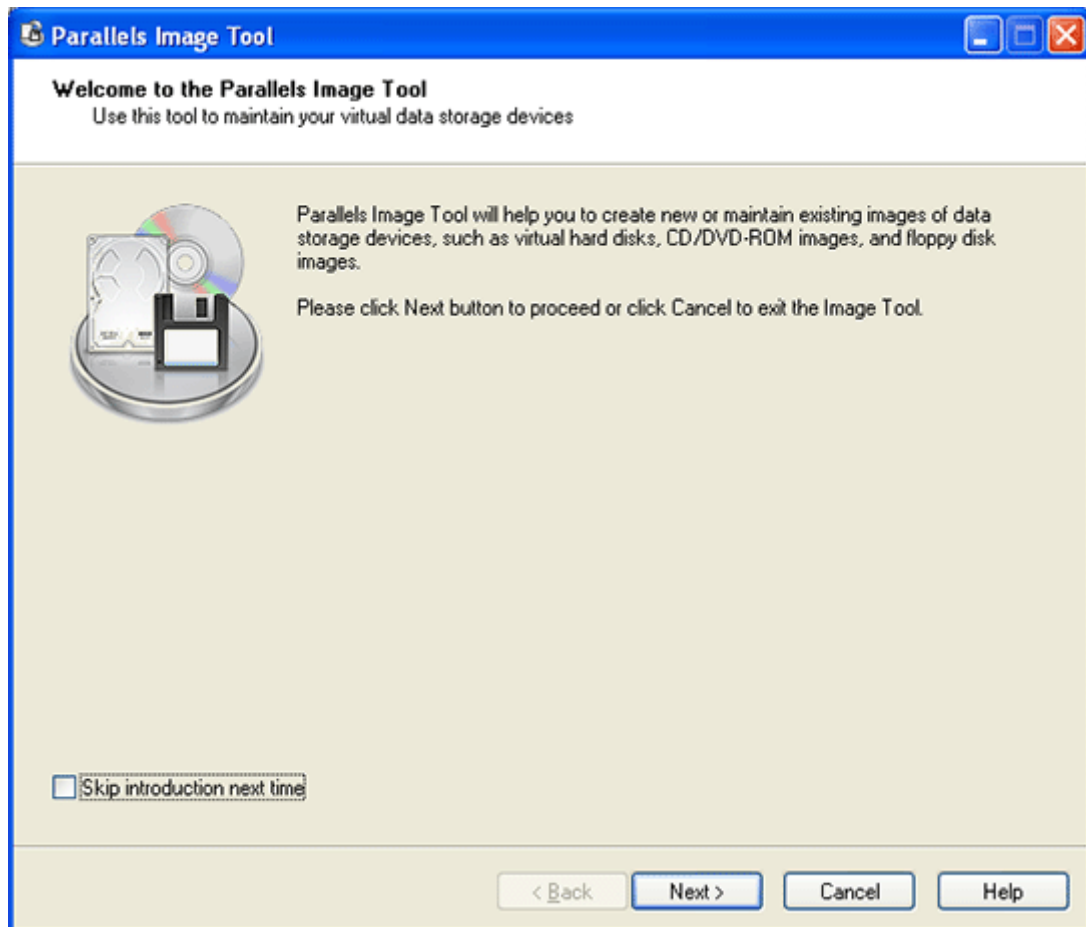 Parallels Image Tool
Welcome to the Parallels Image Tool
Use this tool to maintain your virtual data storage devices
Parallels Image Tool will help you to create new or maintain existing images of data
storage devices, such as virtual hard disks, CD/DVD-ROM images, and floppy disk
images.
Please click Next button to proceed or click Cancel to exit the Image Tool.
Skip introduction next time
< Back
Next >
Cancel
Help